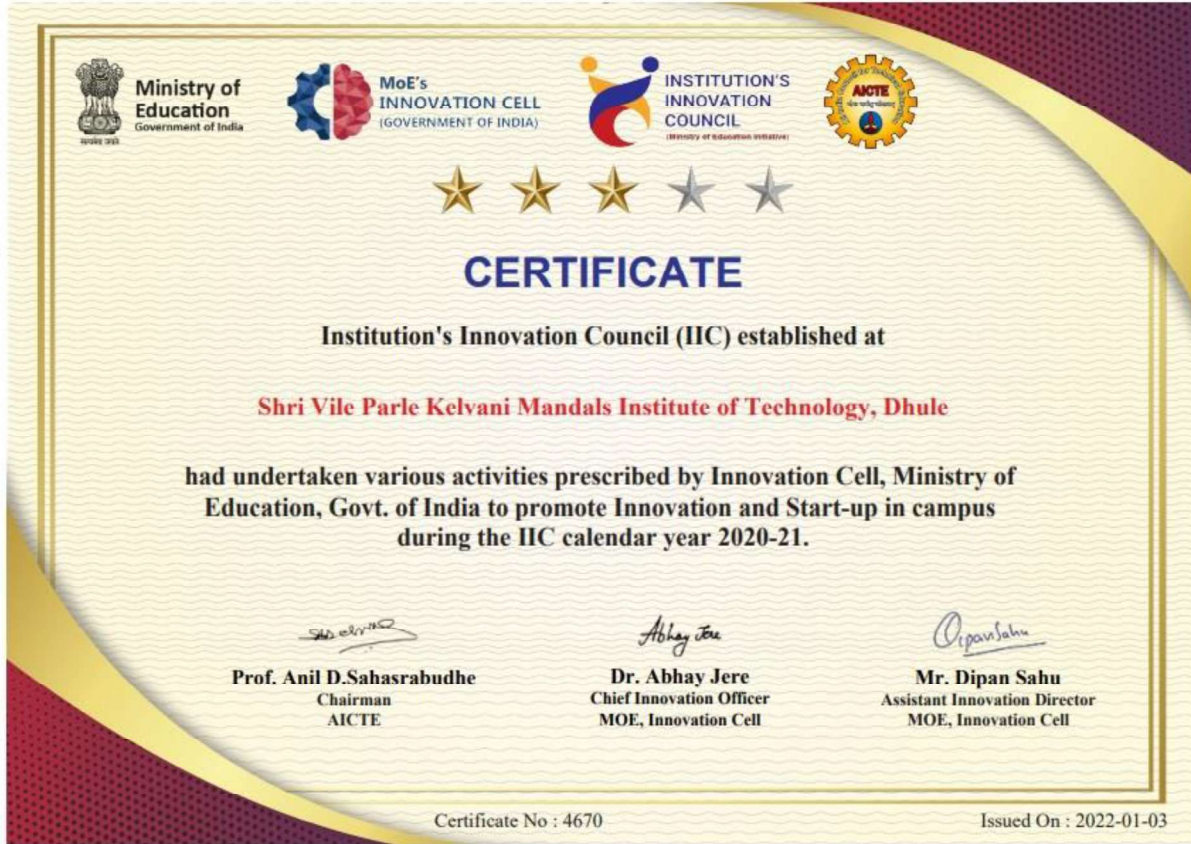 Ministry of
Education
Government of India
सत्यमेव जयते
MoE's
INNOVATION CELL
(GOVERNMENT OF INDIA)
INSTITUTION'S
INNOVATION
COUNCIL
(Ministry of Education Initiative)
AICTE
CERTIFICATE
Institution's Innovation Council (IIC) established at
Shri Vile Parle Kelvani Mandals Institute of Technology, Dhule
had undertaken various activities prescribed by Innovation Cell, Ministry of
Education, Govt. of India to promote Innovation and Start-up in campus
during the IIC calendar year 2020-21.
Abhay Jere
Dipan Sahu
Prof. Anil D.Sahasrabudhe
Dr. Abhay Jere
Mr. Dipan Sahu
Chairman
Chief Innovation Officer
Assistant Innovation Director
AICTE
MOE, Innovation Cell
MOE, Innovation Cell
Certificate No : 4670
Issued On : 2022-01-03